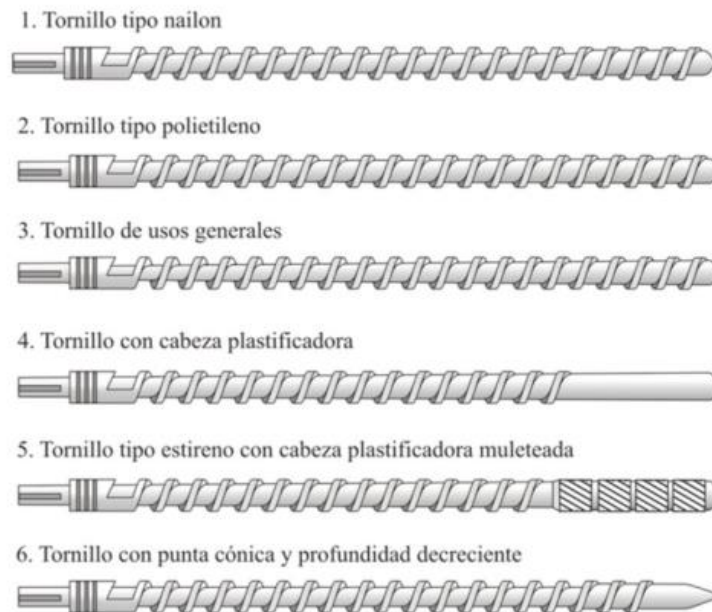 1. Tornillo tipo nailon
2. Tornillo tipo polietileno
3. Tornillo de usos generales
4. Tornillo con cabeza plastificadora
5. Tornillo tipo estireno con cabeza plastificadora muleteada
6. Tornillo con punta cónica y profundidad decreciente